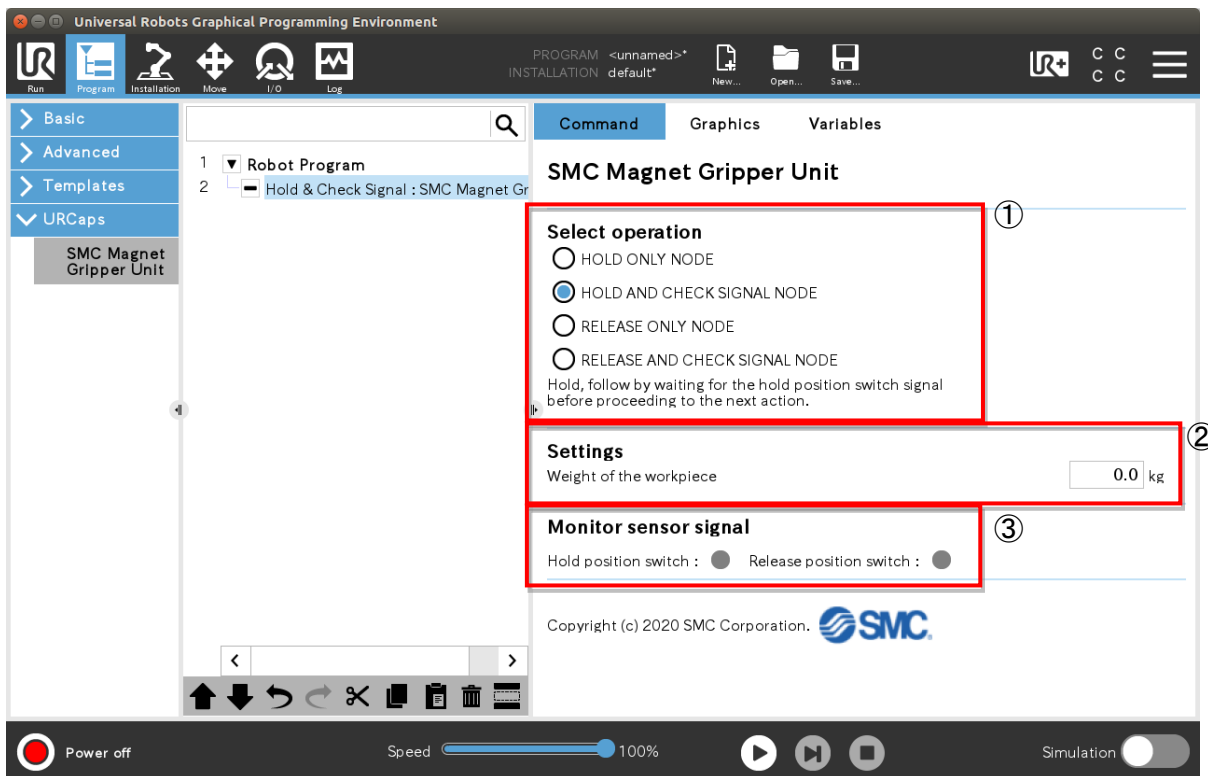 Universal Robots Graphical Programming Environment
PROGRAM <unnamed>*
INSTALLATION default*
UR
Run
Program
Installation
Move
I/O
Log
New...
Open...
Save...
UR+
C C
C C
Basic
Advanced
Templates
URCaps
SMC Magnet
Gripper Unit
1 Robot Program
2 Hold & Check Signal : SMC Magnet Gr
Command Graphics Variables
SMC Magnet Gripper Unit
①
Select operation
HOLD ONLY NODE
HOLD AND CHECK SIGNAL NODE
RELEASE ONLY NODE
RELEASE AND CHECK SIGNAL NODE
Hold, follow by waiting for the hold position switch signal
before proceeding to the next action.
②
Settings
Weight of the workpiece 0.0 kg
③
Monitor sensor signal
Hold position switch : Release position switch :
Copyright (c) 2020 SMC Corporation. SMC.
Power off
Speed 100%
Simulation